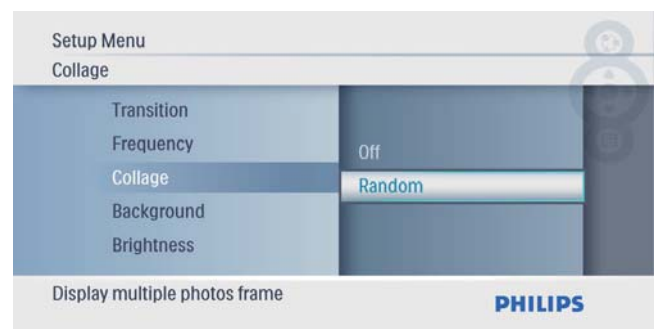 Setup Menu
Collage
Transition
Frequency
Collage
Background
Brightness
Off
Random
Display multiple photos frame
PHILIPS